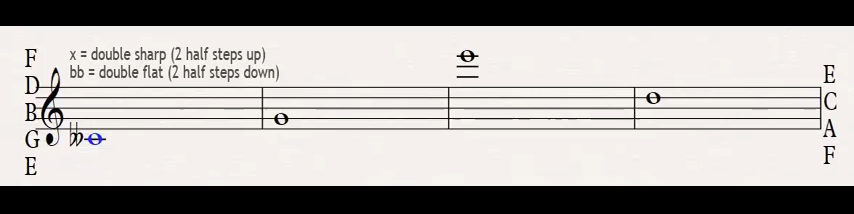 F
x = double sharp (2 half steps up)
bb = double flat (2 half steps down)
D
B
G
E
E
C
A
F